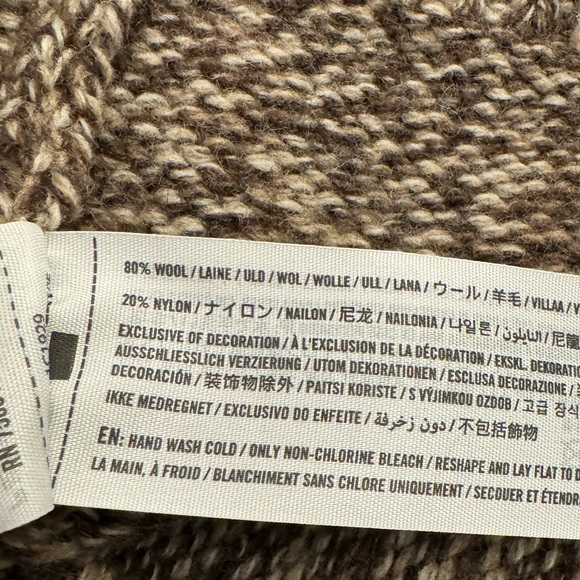 80% WOOL / LAINE / ULD / WOL / WOLLE / ULL / LANA / ウール / 羊毛 / VILLAA /
20% NYLON / ナイロン / NAILON / 尼龙 / NAILONIA / 나일론 / النايلون / 尼龍
EXCLUSIVE OF DECORATION / À L'EXCLUSION DE LA DÉCORATION / EKSKL. DEKORATION
AUSSCHLIESSLICH VERZIERUNG / UTOM DEKORATIONEN / ESCLUSA DECORAZIONE /
DECORACIÓN / 装饰物除外 / PAITSI KORISTE / S VÝJIMKOU OZDOB / 고급 장식
IKKE MEDREGNET / EXCLUSIVO DO ENFEITE / دون زخرفة / 不包括飾物
EN: HAND WASH COLD / ONLY NON-CHLORINE BLEACH / RESHAPE AND LAY FLAT TO
LA MAIN, À FROID / BLANCHIMENT SANS CHLORE UNIQUEMENT / SECOUER ET ÉTENDR
RN